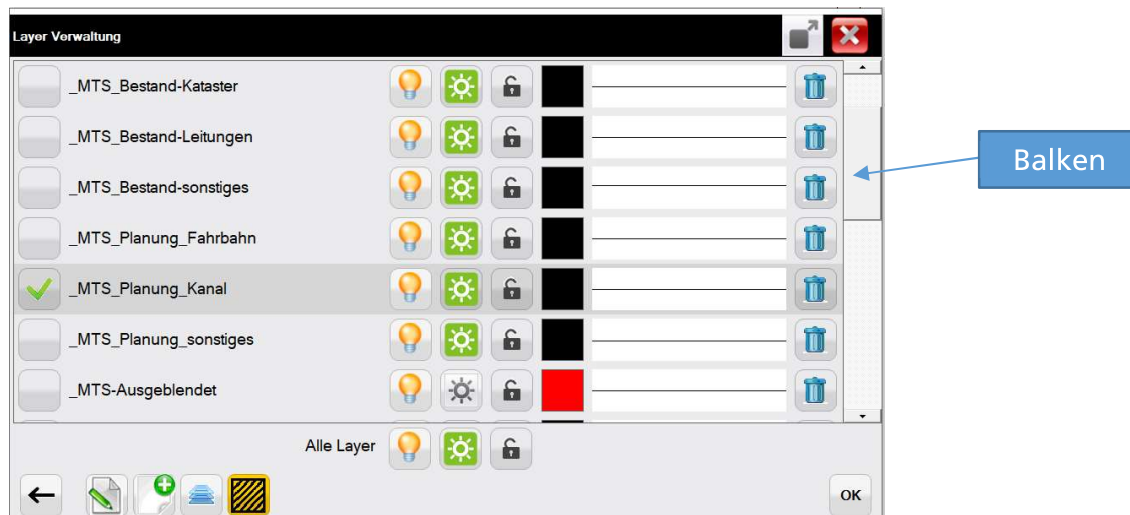 Layer Verwaltung
_MTS_Bestand-Kataster
_MTS_Bestand-Leitungen
_MTS_Bestand-sonstiges
Balken
_MTS_Planung_Fahrbahn
_MTS_Planung_Kanal
_MTS_Planung_sonstiges
_MTS-Ausgeblendet
Alle Layer
OK